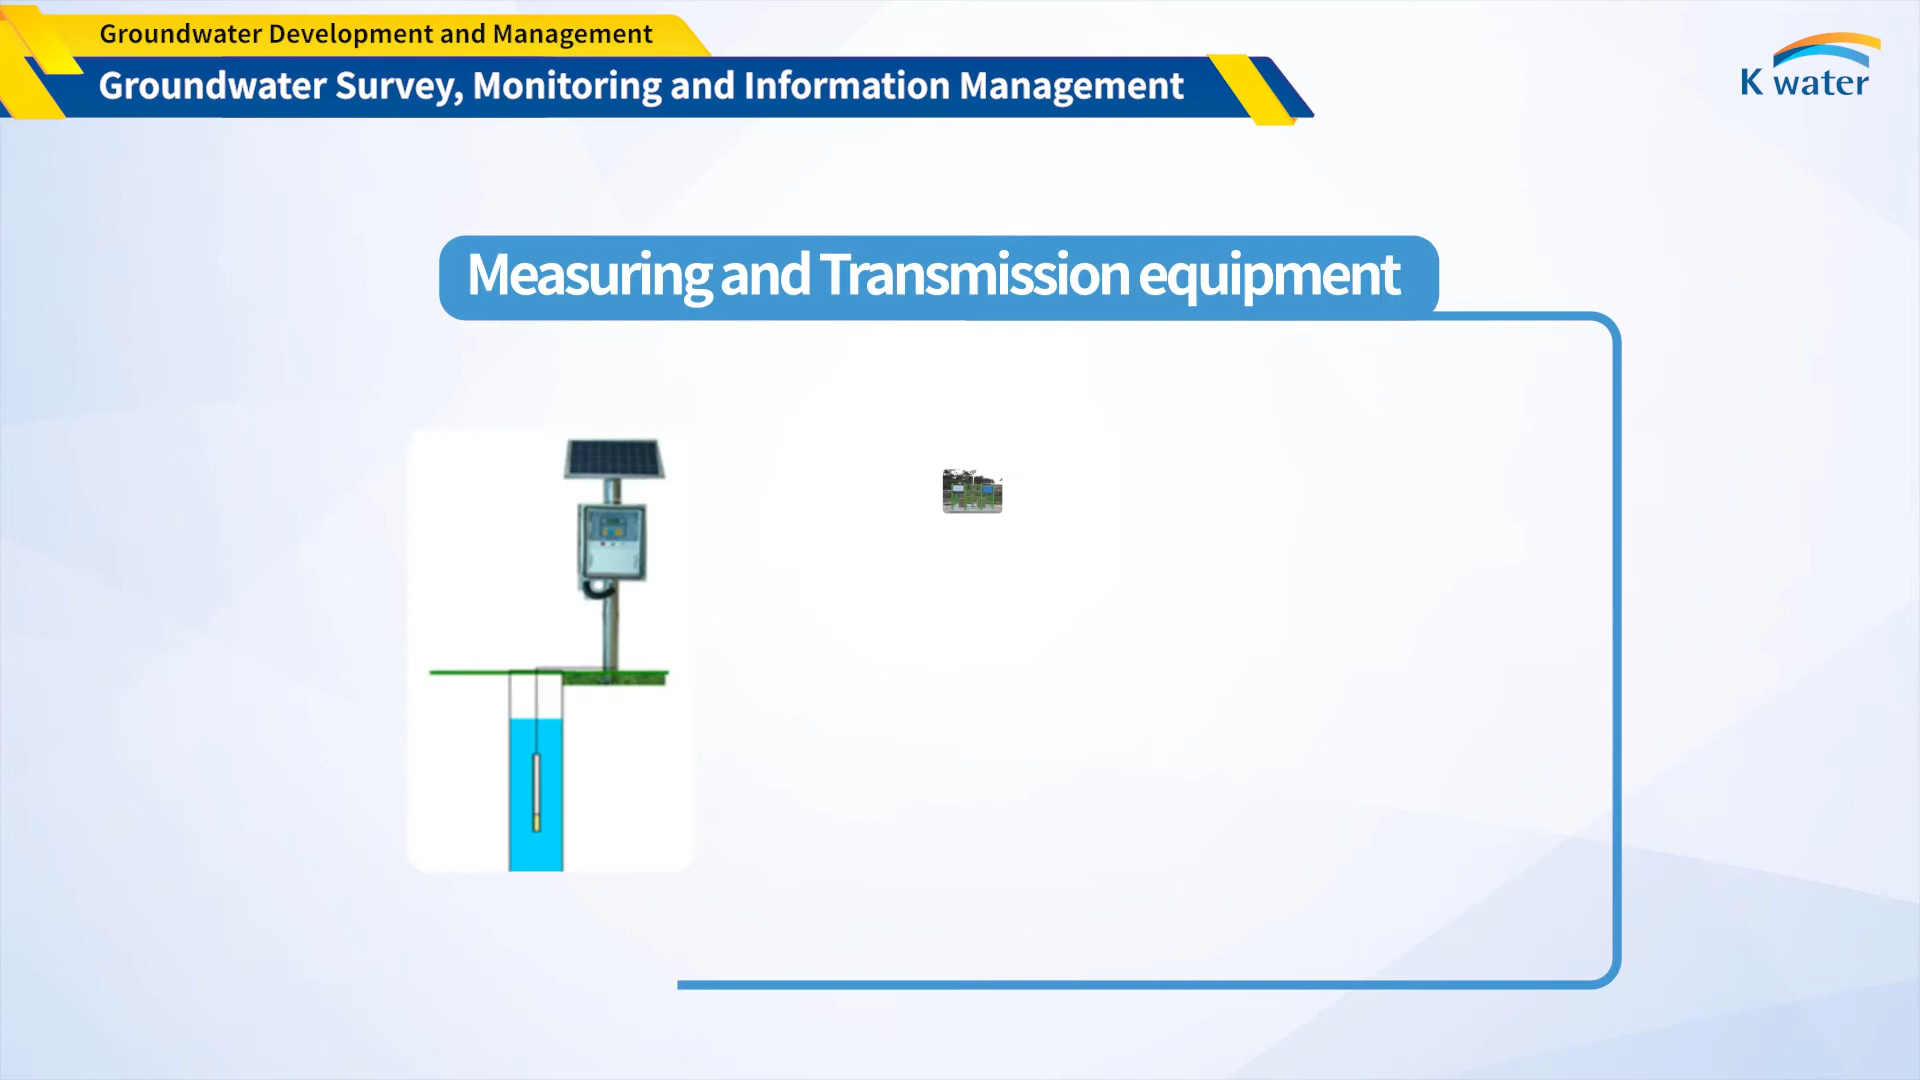 Groundwater Development and Management
Groundwater Survey, Monitoring and Information Management
K water
Measuring and Transmission equipment